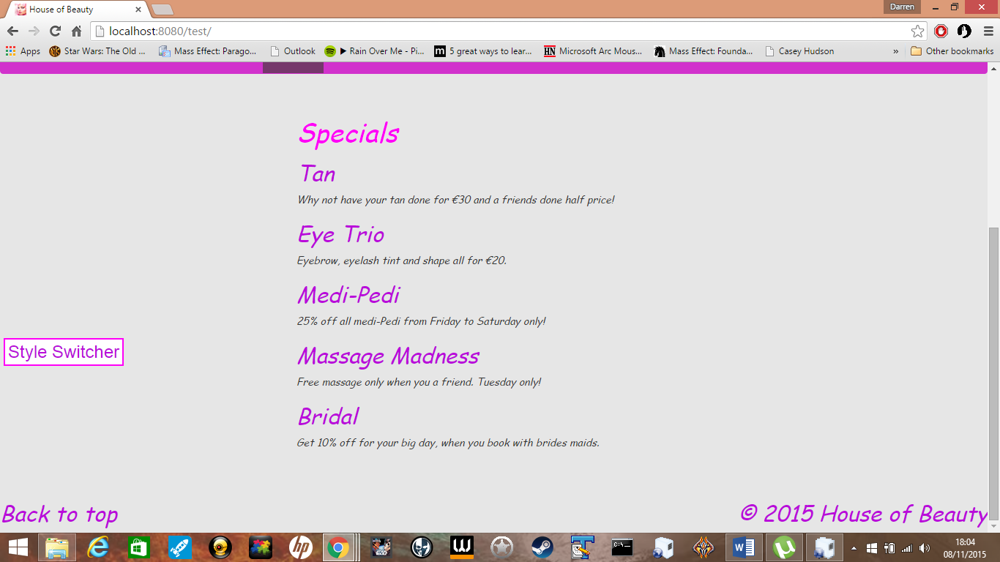 House of Beauty
Darren
localhost:8080/test/
Apps Star Wars: The Old ... Mass Effect: Parago... Outlook ▶ Rain Over Me - Pi... m 5 great ways to lear... HN Microsoft Arc Mous... Mass Effect: Founda... Casey Hudson » Other bookmarks
Specials
Tan
Why not have your tan done for €30 and a friends done half price!
Eye Trio
Eyebrow, eyelash tint and shape all for €20.
Medi-Pedi
25% off all medi-Pedi from Friday to Saturday only!
Style Switcher
Massage Madness
Free massage only when you a friend. Tuesday only!
Bridal
Get 10% off for your big day, when you book with brides maids.
Back to top
© 2015 House of Beauty
18:04
08/11/2015